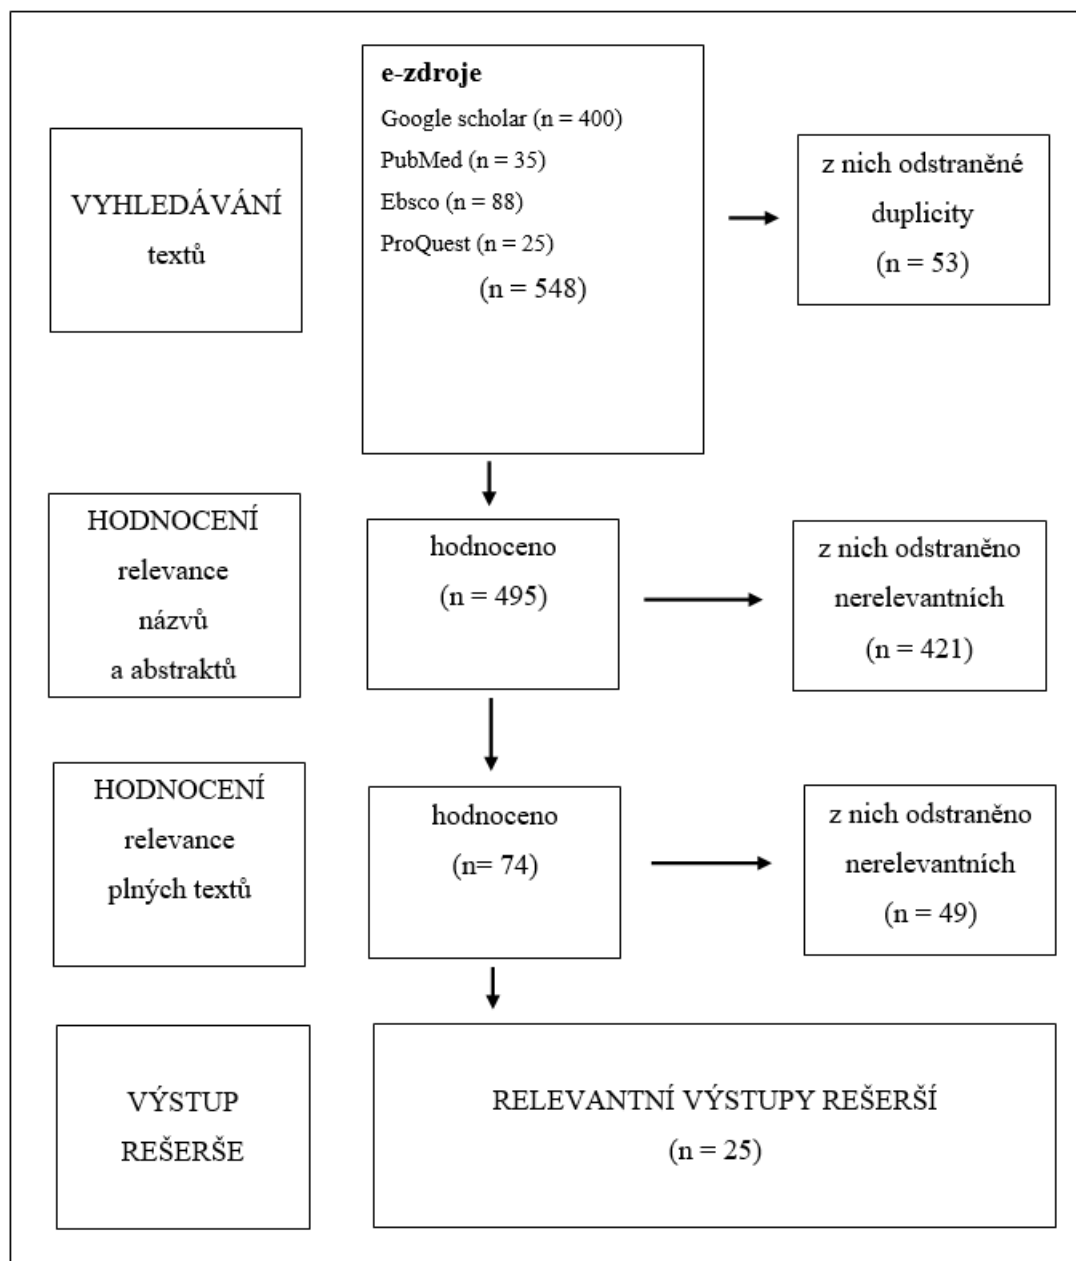 VYHLEDÁVÁNÍ
textů
e-zdroje
Google scholar (n = 400)
PubMed (n = 35)
Ebsco (n = 88)
ProQuest (n = 25)
(n = 548)
z nich odstraněné
duplicity
(n = 53)
HODNOCENÍ
relevance
názvů
a abstraktů
hodnoceno
(n = 495)
z nich odstraněno
nerelevantních
(n = 421)
HODNOCENÍ
relevance
plných textů
hodnoceno
(n= 74)
z nich odstraněno
nerelevantních
(n = 49)
VÝSTUP
REŠERŠE
RELEVANTNÍ VÝSTUPY REŠERŠÍ
(n = 25)